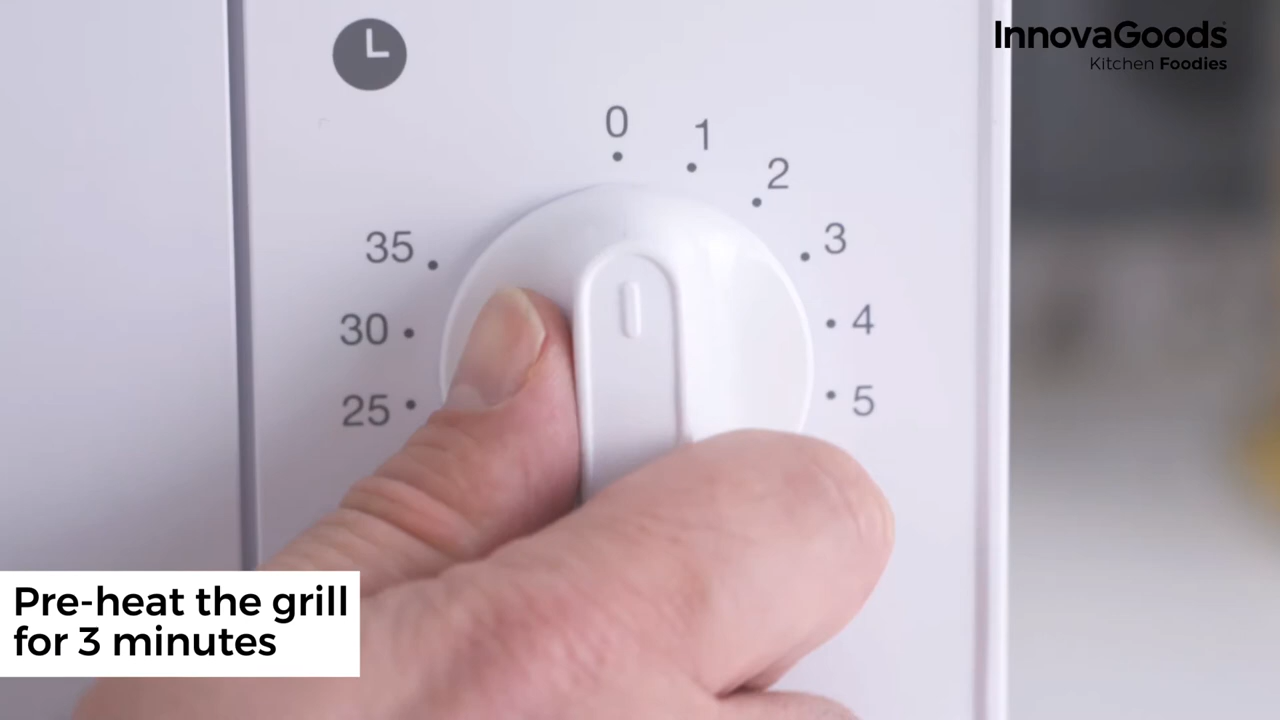 InnovaGoods
Kitchen Foodies
0
1
2
3
4
5
35
30
25
Pre-heat the grill
for 3 minutes